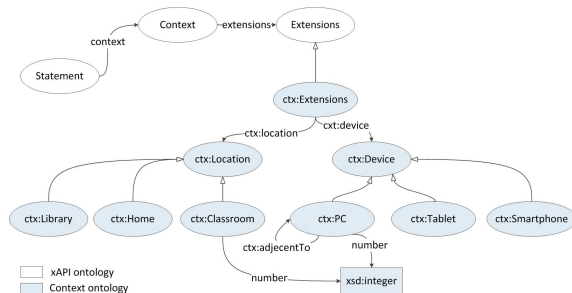 Context
extensions
Extensions
context
Statement
ctx:Extensions
ctx:location
cxt:device
ctx:Location
ctx:Device
ctx:Library
ctx:Home
ctx:Classroom
ctx:PC
ctx:Tablet
ctx:Smartphone
ctx:adjecentTo
number
number
xsd:integer
xAPI ontology
Context ontology